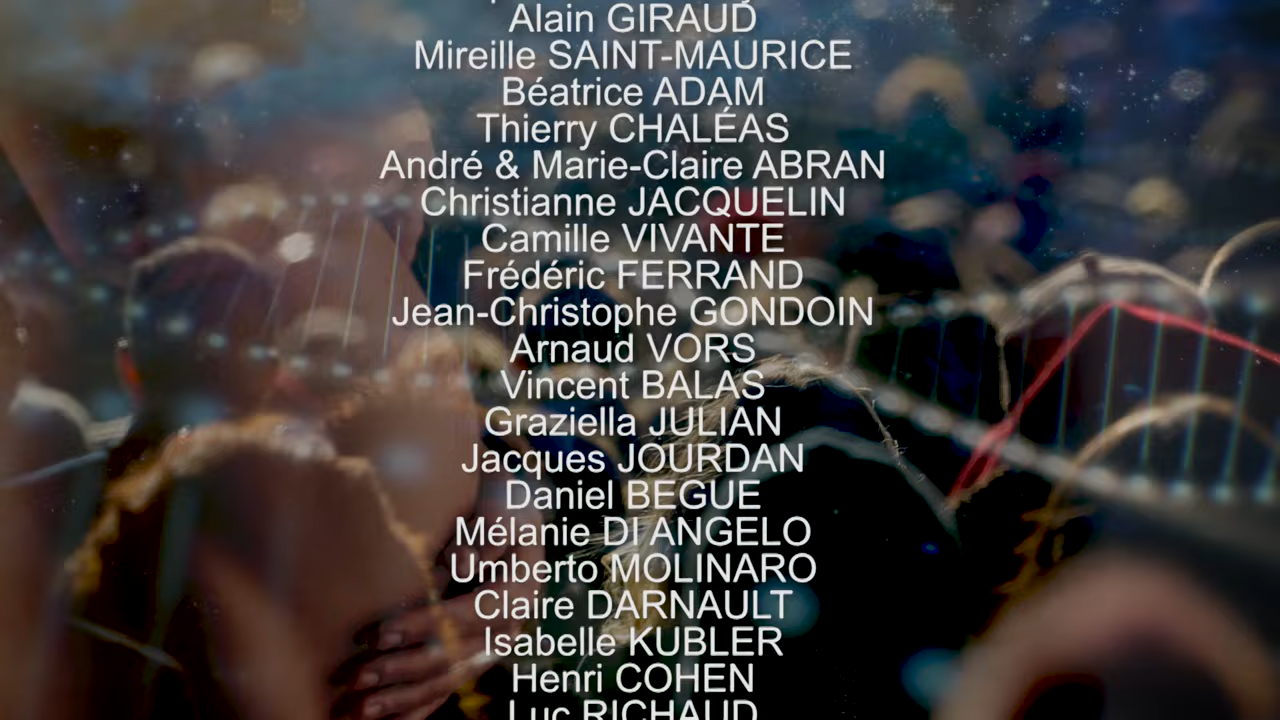 Alain GIRAUD
Mireille SAINT-MAURICE
Béatrice ADAM
Thierry CHALÉAS
André & Marie-Claire ABRAN
Christianne JACQUELIN
Camille VIVANTE
Frédéric FERRAND
Jean-Christophe GONDOIN
Arnaud VORS
Vincent BALAS
Graziella JULIAN
Jacques JOURDAN
Daniel BEGUE
Mélanie DI ANGELO
Umberto MOLINARO
Claire DARNAULT
Isabelle KUBLER
Henri COHEN
Luc RICHAUD